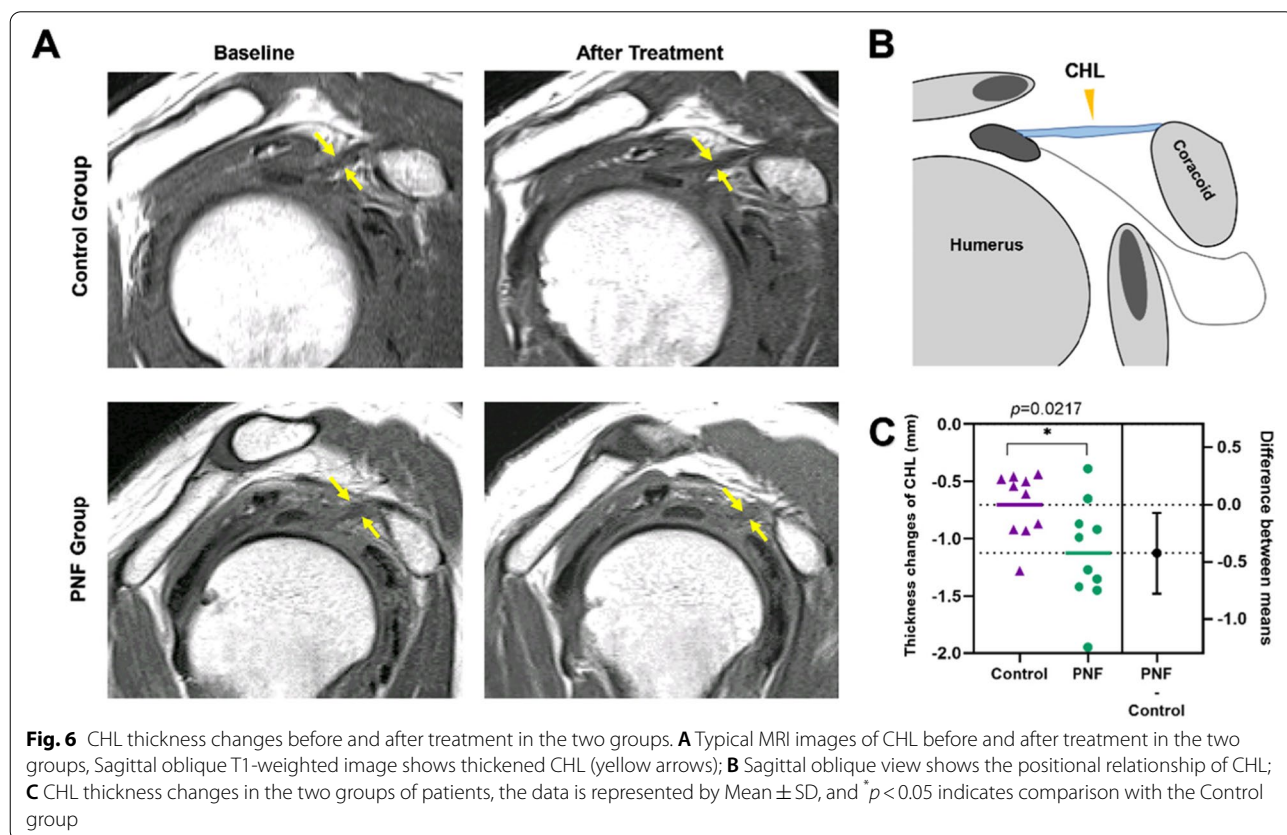 A
Baseline
After Treatment
Control Group
PNF Group
B
CHL
Coracoid
Humerus
C
p=0.0217
*
Thickness changes of CHL (mm)
0.0
-0.5
-1.0
-1.5
-2.0
Control
PNF
PNF
-
Control
0.5
0.0
-0.5
-1.0
Difference between means
Fig. 6 CHL thickness changes before and after treatment in the two groups. A Typical MRI images of CHL before and after treatment in the two
groups, Sagittal oblique T1-weighted image shows thickened CHL (yellow arrows); B Sagittal oblique view shows the positional relationship of CHL;
C CHL thickness changes in the two groups of patients, the data is represented by Mean ± SD, and *p < 0.05 indicates comparison with the Control
group